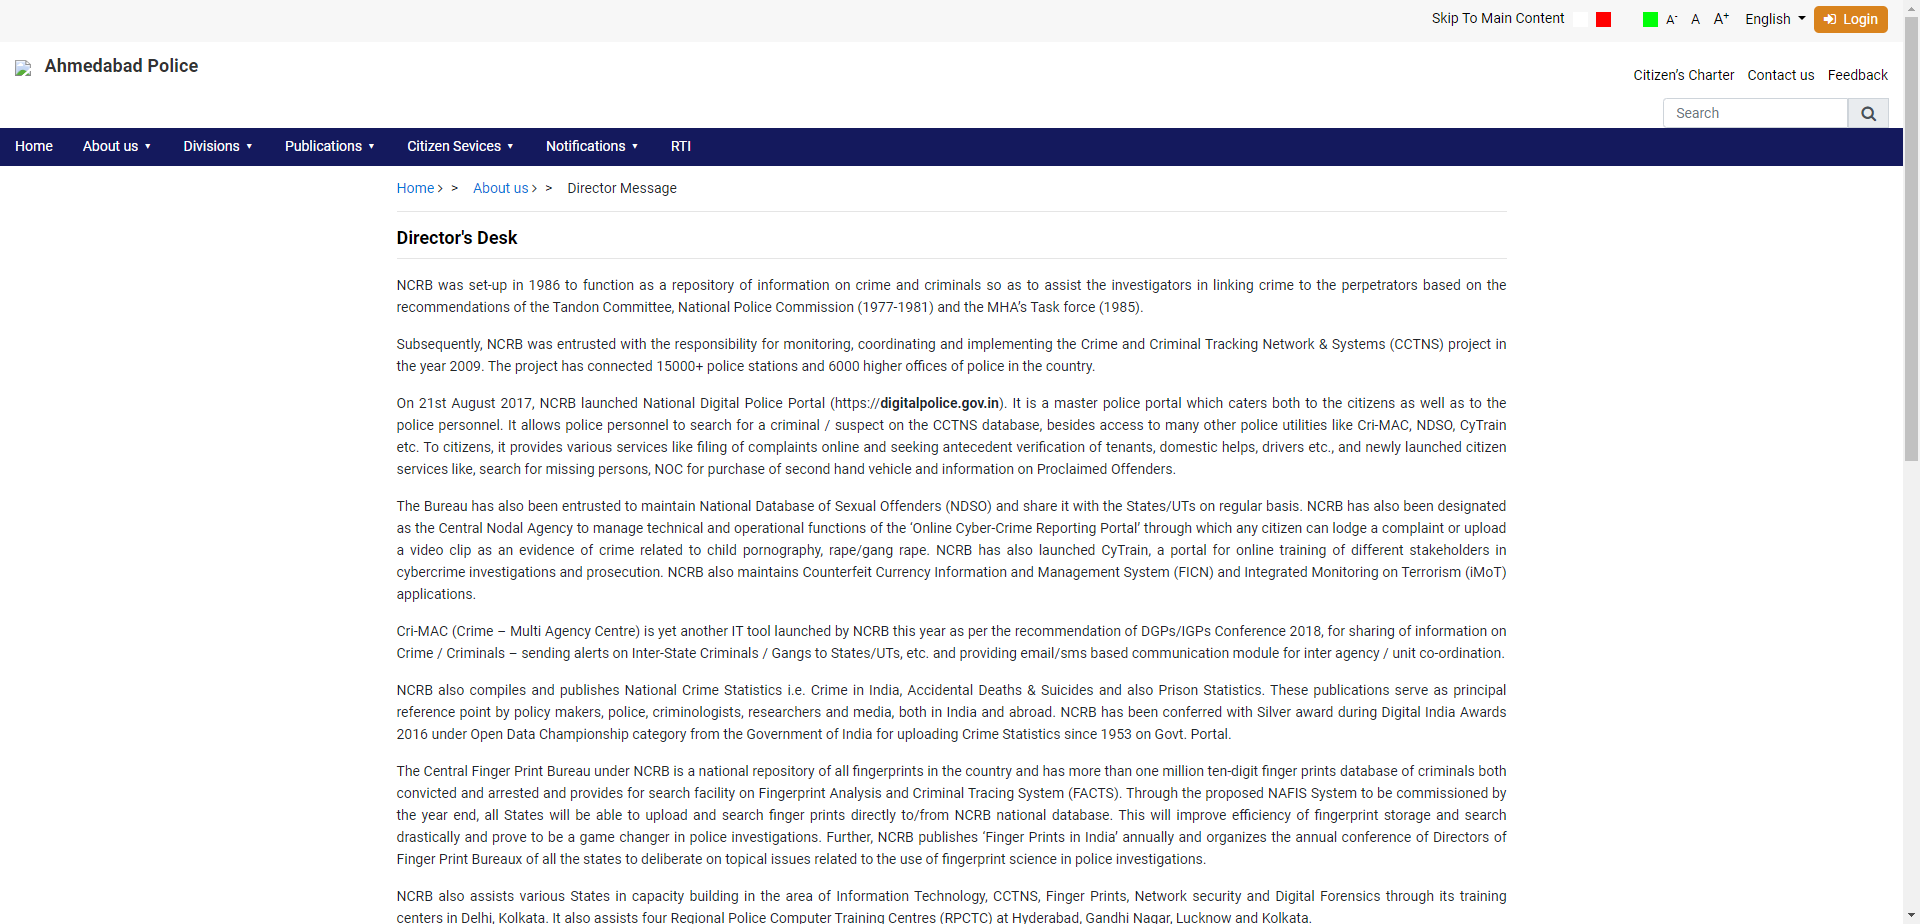 Skip To Main Content A- A A+ English Login
Ahmedabad Police
Citizen’s Charter Contact us Feedback
Search
Home About us Divisions Publications Citizen Sevices Notifications RTI
Home > About us > Director Message
Director's Desk
NCRB was set-up in 1986 to function as a repository of information on crime and criminals so as to assist the investigators in linking crime to the perpetrators based on the
recommendations of the Tandon Committee, National Police Commission (1977-1981) and the MHA’s Task force (1985).
Subsequently, NCRB was entrusted with the responsibility for monitoring, coordinating and implementing the Crime and Criminal Tracking Network & Systems (CCTNS) project in
the year 2009. The project has connected 15000+ police stations and 6000 higher offices of police in the country.
On 21st August 2017, NCRB launched National Digital Police Portal (https://digitalpolice.gov.in). It is a master police portal which caters both to the citizens as well as to the
police personnel. It allows police personnel to search for a criminal / suspect on the CCTNS database, besides access to many other police utilities like Cri-MAC, NDSO, CyTrain
etc. To citizens, it provides various services like filing of complaints online and seeking antecedent verification of tenants, domestic helps, drivers etc., and newly launched citizen
services like, search for missing persons, NOC for purchase of second hand vehicle and information on Proclaimed Offenders.
The Bureau has also been entrusted to maintain National Database of Sexual Offenders (NDSO) and share it with the States/UTs on regular basis. NCRB has also been designated
as the Central Nodal Agency to manage technical and operational functions of the ‘Online Cyber-Crime Reporting Portal’ through which any citizen can lodge a complaint or upload
a video clip as an evidence of crime related to child pornography, rape/gang rape. NCRB has also launched CyTrain, a portal for online training of different stakeholders in
cybercrime investigations and prosecution. NCRB also maintains Counterfeit Currency Information and Management System (FICN) and Integrated Monitoring on Terrorism (iMoT)
applications.
Cri-MAC (Crime – Multi Agency Centre) is yet another IT tool launched by NCRB this year as per the recommendation of DGPs/IGPs Conference 2018, for sharing of information on
Crime / Criminals – sending alerts on Inter-State Criminals / Gangs to States/UTs, etc. and providing email/sms based communication module for inter agency / unit co-ordination.
NCRB also compiles and publishes National Crime Statistics i.e. Crime in India, Accidental Deaths & Suicides and also Prison Statistics. These publications serve as principal
reference point by policy makers, police, criminologists, researchers and media, both in India and abroad. NCRB has been conferred with Silver award during Digital India Awards
2016 under Open Data Championship category from the Government of India for uploading Crime Statistics since 1953 on Govt. Portal.
The Central Finger Print Bureau under NCRB is a national repository of all fingerprints in the country and has more than one million ten-digit finger prints database of criminals both
convicted and arrested and provides for search facility on Fingerprint Analysis and Criminal Tracing System (FACTS). Through the proposed NAFIS System to be commissioned by
the year end, all States will be able to upload and search finger prints directly to/from NCRB national database. This will improve efficiency of fingerprint storage and search
drastically and prove to be a game changer in police investigations. Further, NCRB publishes ‘Finger Prints in India’ annually and organizes the annual conference of Directors of
Finger Print Bureaux of all the states to deliberate on topical issues related to the use of fingerprint science in police investigations.
NCRB also assists various States in capacity building in the area of Information Technology, CCTNS, Finger Prints, Network security and Digital Forensics through its training
centers in Delhi, Kolkata. It also assists four Regional Police Computer Training Centres (RPCTC) at Hyderabad, Gandhi Nagar, Lucknow and Kolkata.